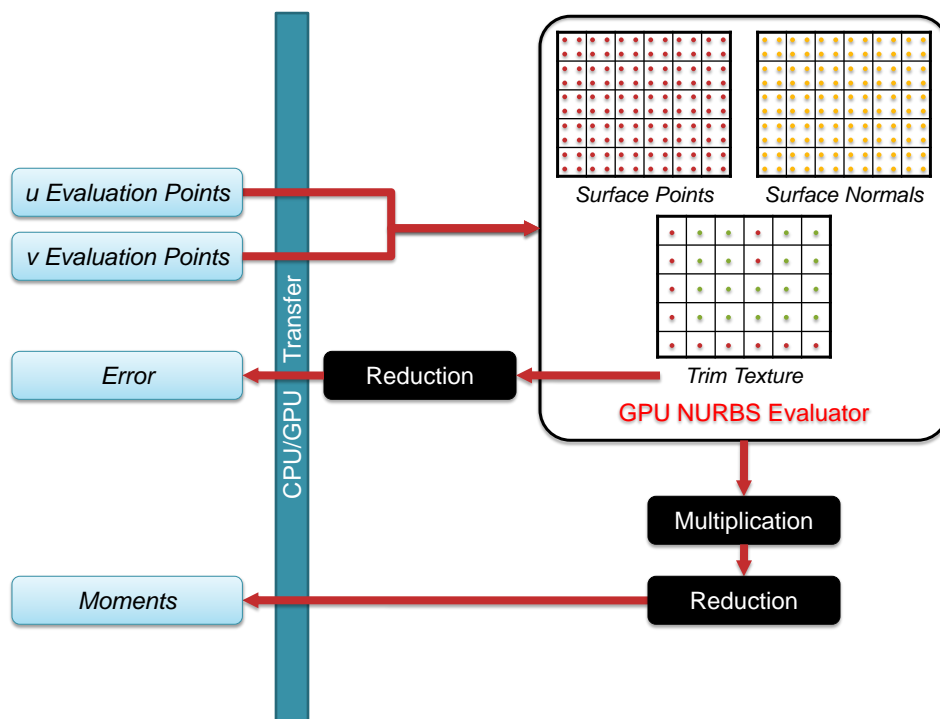 Surface Points
Surface Normals
u Evaluation Points
v Evaluation Points
Trim Texture
GPU NURBS Evaluator
CPU/GPU Transfer
Error
Reduction
Multiplication
Moments
Reduction